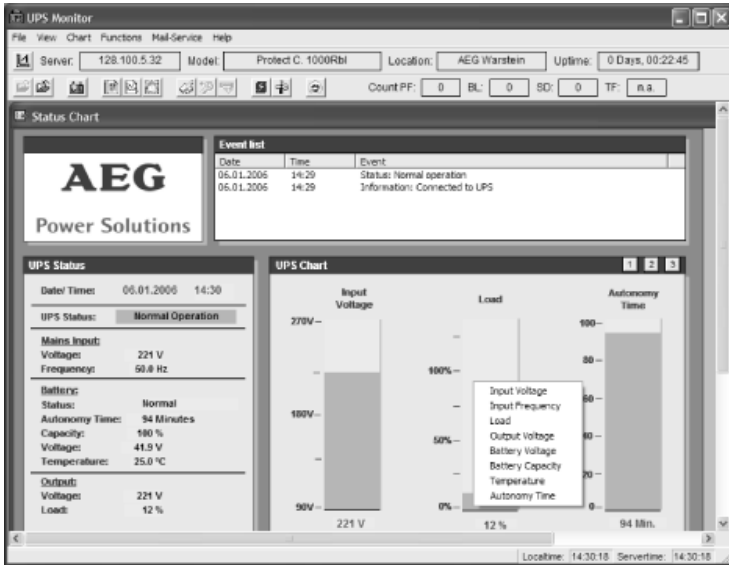 UPS Monitor
File View Chart Functions Mail-Service Help
Server: 128.100.5.32 Model: Protect C. 1000Rbl Location: AEG Warstein Uptime: 0 Days, 00:22:45
Count PF: 0 BL: 0 SD: 0 TF: n.a.
Status Chart
AEG
Power Solutions
Event list
Date Time Event
06.01.2006 14:29 Status: Normal operation
06.01.2006 14:29 Information: Connected to UPS
UPS Status
Date/ Time: 06.01.2006 14:30
UPS Status: Normal Operation
Mains Input:
Voltage: 221 V
Frequency: 50.0 Hz
Battery:
Status: Normal
Autonomy Time: 94 Minutes
Capacity: 100 %
Voltage: 41.9 V
Temperature: 25.0 °C
Output:
Voltage: 221 V
Load: 12 %
UPS Chart 1 2 3
Input Voltage
270V
180V
90V
221 V
Load
100%
50%
0%
12 %
Input Voltage
Input Frequency
Load
Output Voltage
Battery Voltage
Battery Capacity
Temperature
Autonomy Time
Autonomy Time
100
80
60
40
20
0
94 Min.
Localtime: 14:30:18 Servertime: 14:30:18